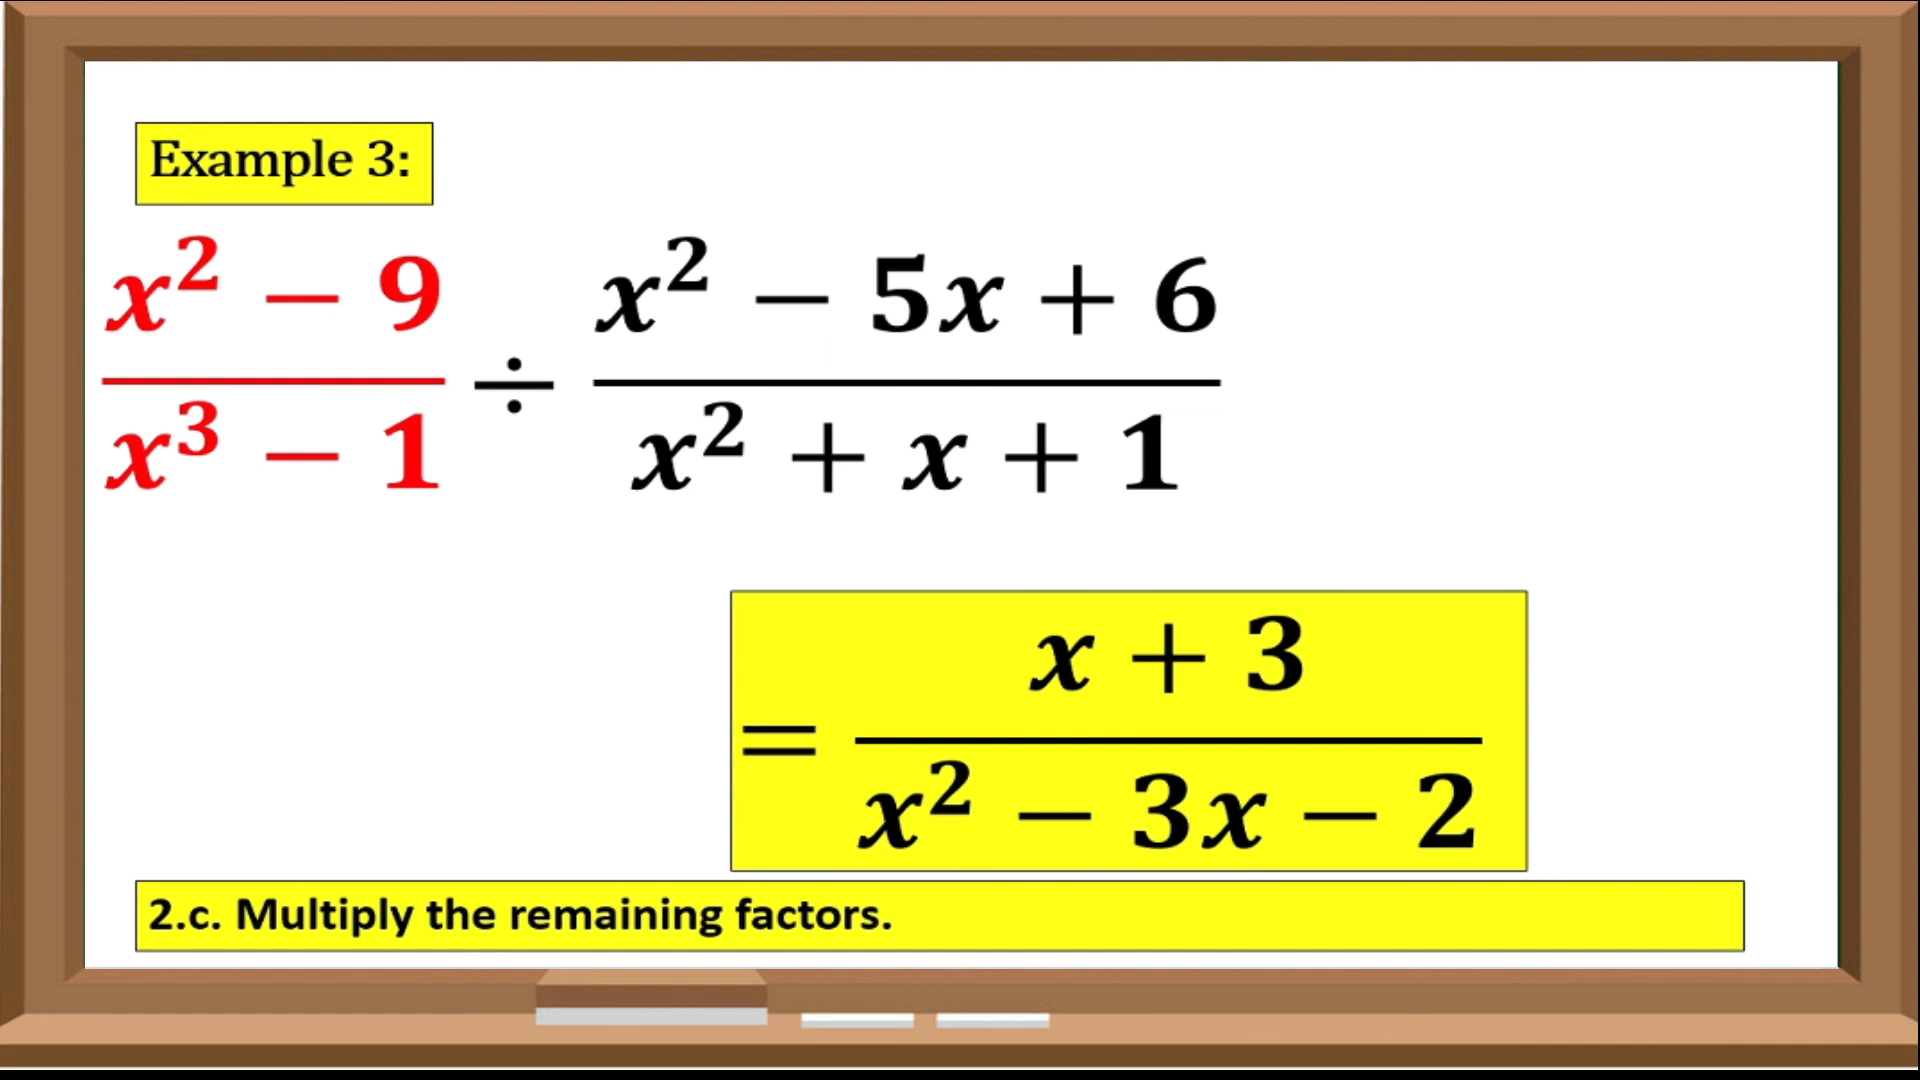 Example 3:
x² − 9 / x³ − 1 ÷ x² − 5x + 6 / x² + x + 1
= x + 3 / x² − 3x − 2
2.c. Multiply the remaining factors.